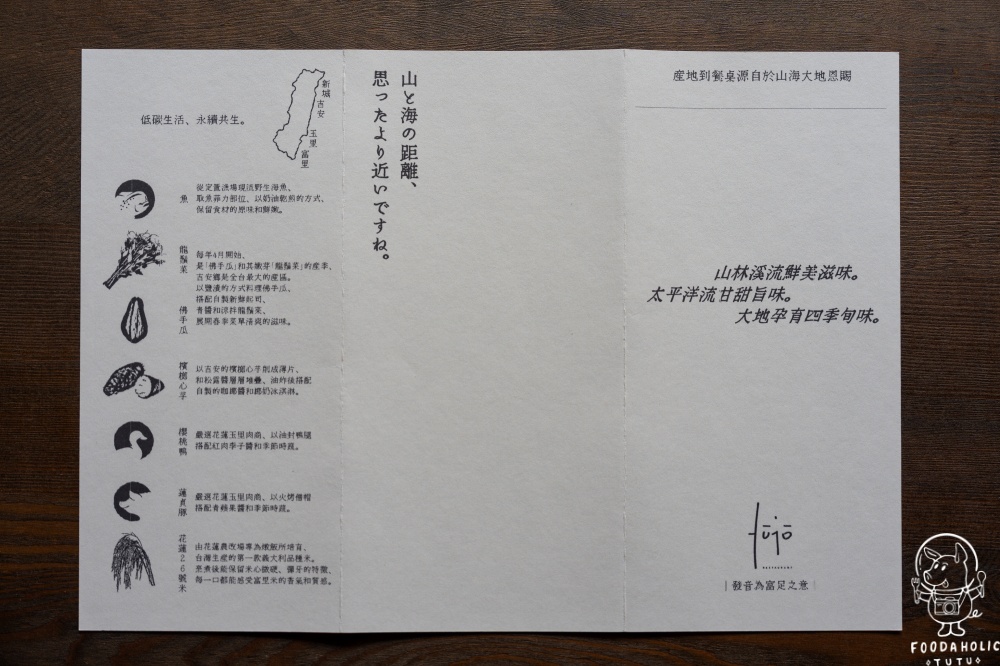 低碳生活、永續共生。
新城
吉安
玉里
富里
魚
從定置漁場現流野生海魚、
取魚菲力部位、以奶油乾煎的方式、
保留食材的原味和鮮嫩。
龍鬚菜
佛手瓜
每年4月開始、
是「佛手瓜」和其嫩芽「龍鬚菜」的產季、
吉安鄉是全台最大的產區。
以鹽漬的方式料理佛手瓜、
搭配自製新鮮起司、
青醬和涼拌龍鬚菜、
展開春季菜單清爽的滋味。
檳榔心芋
以吉安的檳榔心芋削成薄片、
和松露醬層層堆疊、油炸後搭配
自製的咖哪醬和椰奶冰淇淋。
櫻桃鴨
嚴選花蓮玉里肉商、以油封鴨腿
搭配紅肉李子醬和季節時蔬。
蓮貞豚
嚴選花蓮玉里肉商、以火烤僧帽
搭配青蘋果醬和季節時蔬。
花蓮26號米
由花蓮農改場專為燉飯所培育、
台灣生產的第一款義大利品種米。
烹煮後能保留米心微硬、彈牙的特徵、
每一口都能感受富里米的香氣和質感。
山と海の距離、
思ったより近いですね。
産地到餐桌源自於山海大地恩賜
山林溪流鮮美滋味。
太平洋流甘甜旨味。
大地孕育四季旬味。
fūjō
RESTAURANT
|發音為富足之意|
FOODAHOLIC
TUTU